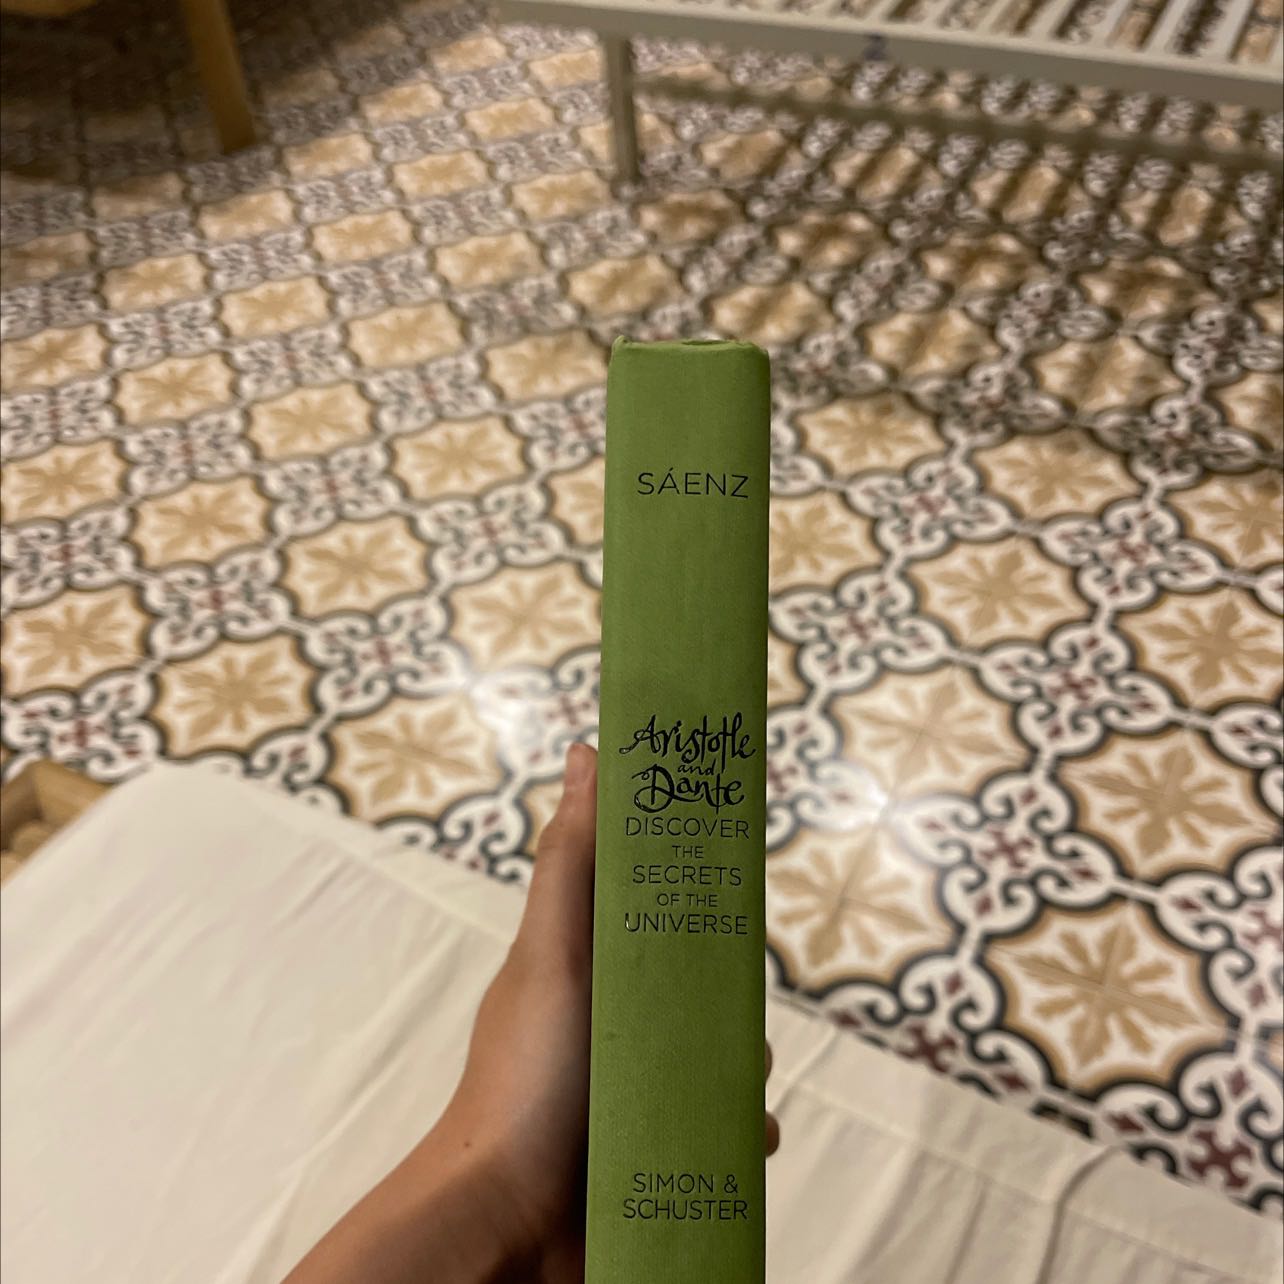 SÁENZ
Aristotle
and
Dante
DISCOVER
THE
SECRETS
OF THE
UNIVERSE
SIMON &
SCHUSTER